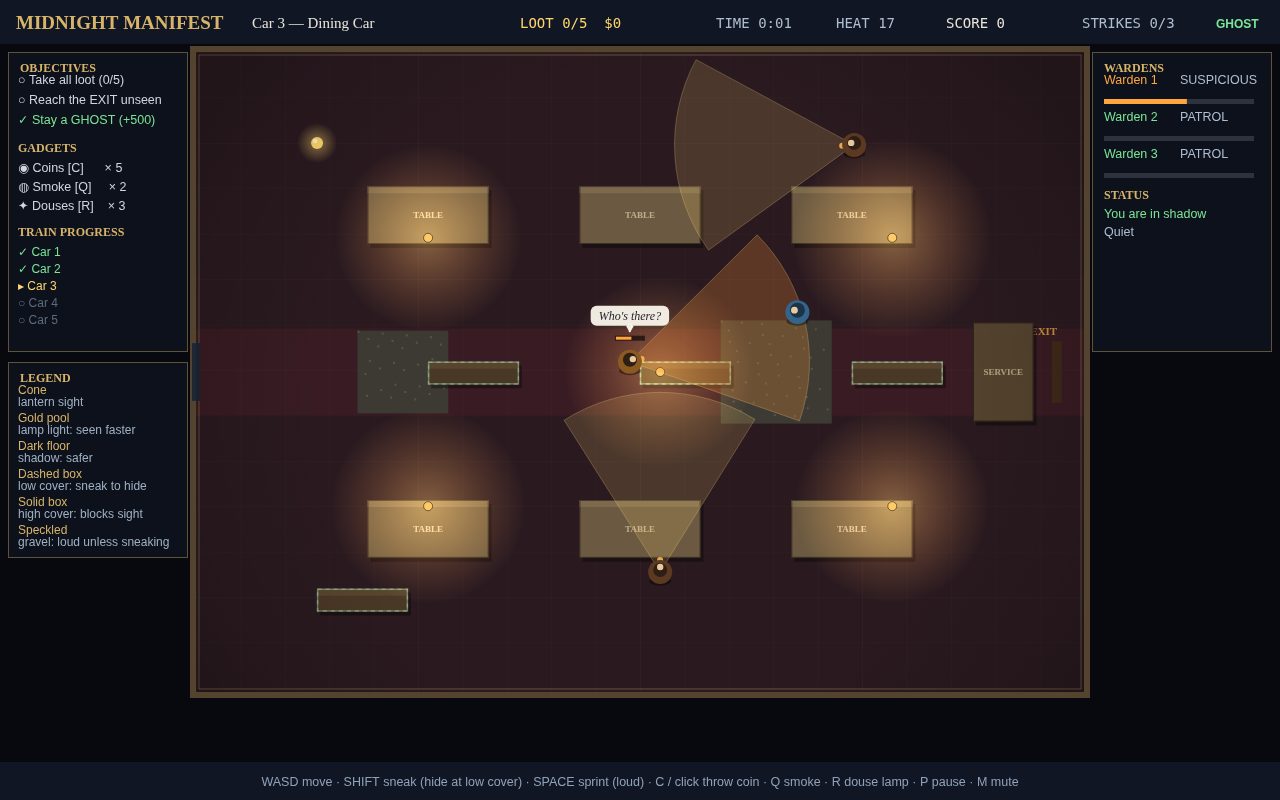 MIDNIGHT MANIFEST Car 3 — Dining Car LOOT 0/5 $0 TIME 0:01 HEAT 17 SCORE 0 STRIKES 0/3 GHOST
OBJECTIVES
○ Take all loot (0/5)
○ Reach the EXIT unseen
✓ Stay a GHOST (+500)
GADGETS
◉ Coins [C] × 5
◍ Smoke [Q] × 2
✦ Douses [R] × 3
TRAIN PROGRESS
✓ Car 1
✓ Car 2
▸ Car 3
○ Car 4
○ Car 5
LEGEND
Cone
lantern sight
Gold pool
lamp light: seen faster
Dark floor
shadow: safer
Dashed box
low cover: sneak to hide
Solid box
high cover: blocks sight
Speckled
gravel: loud unless sneaking
TABLE TABLE TABLE
Who's there?
EXIT
SERVICE
TABLE TABLE TABLE
WARDENS
Warden 1 SUSPICIOUS
Warden 2 PATROL
Warden 3 PATROL
STATUS
You are in shadow
Quiet
WASD move · SHIFT sneak (hide at low cover) · SPACE sprint (loud) · C / click throw coin · Q smoke · R douse lamp · P pause · M mute